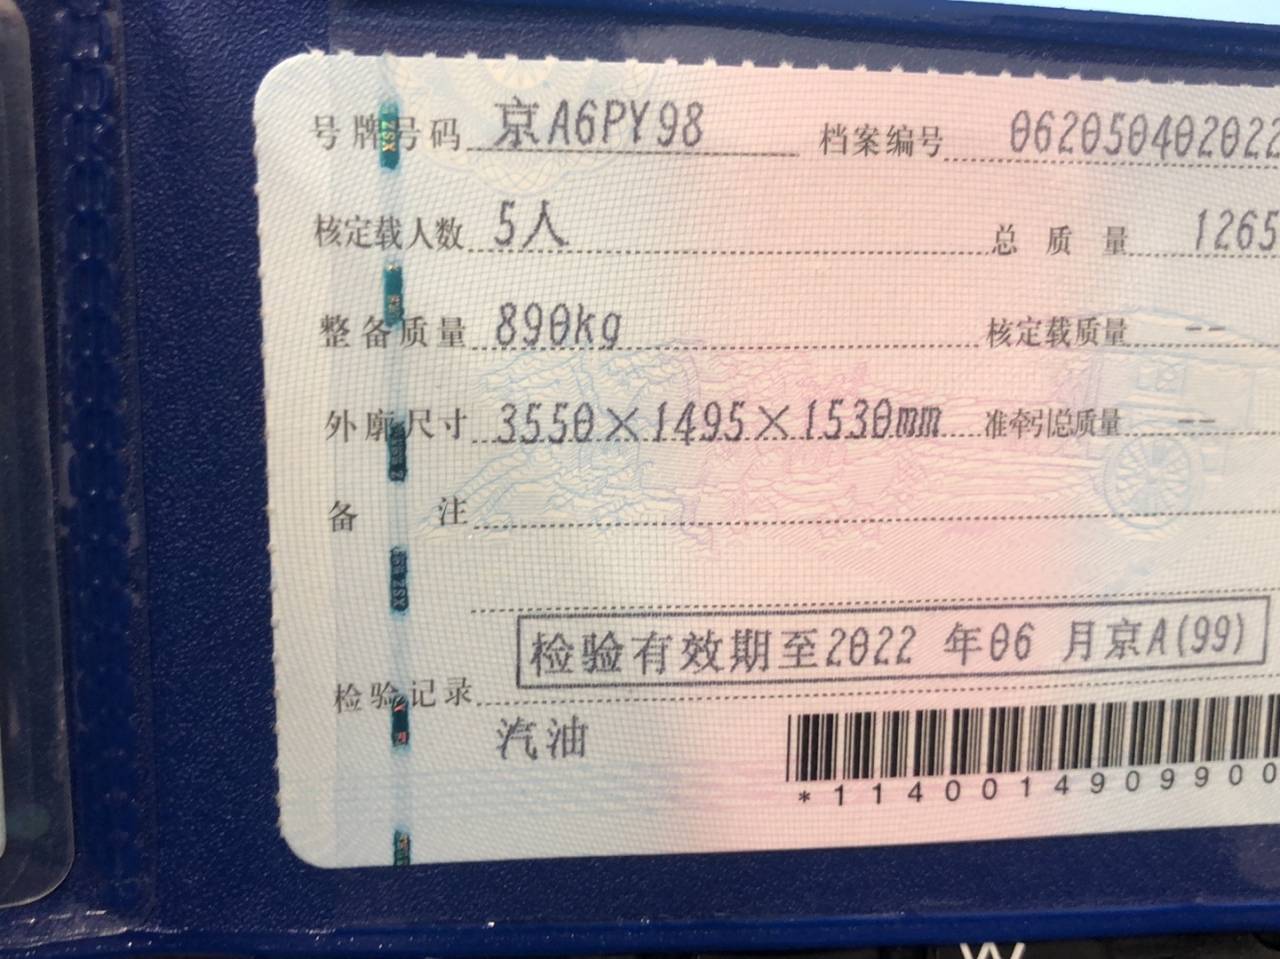 号牌号码 京A6PY98 档案编号 062050402022
核定载人数 5人 总质量 1265
整备质量 890kg 核定载质量 --
外廓尺寸 3550×1495×1530mm 准牵引总质量 --
备注
检验有效期至2022 年06 月京A(99)
检验记录
汽油
*1140014909900
W